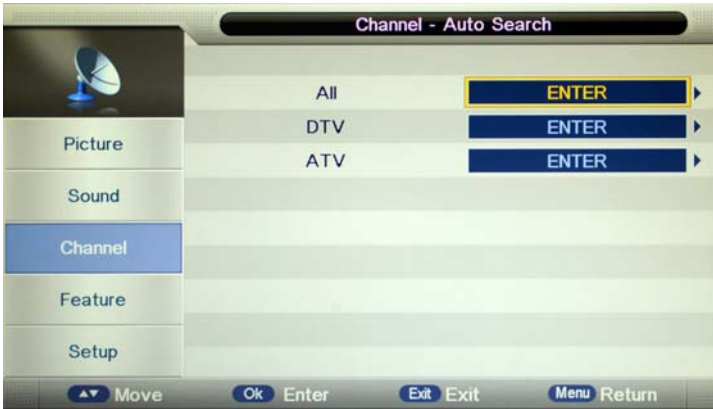 Channel - Auto Search
All ENTER
DTV ENTER
ATV ENTER
Picture
Sound
Channel
Feature
Setup
Move Ok Enter Exit Exit Menu Return